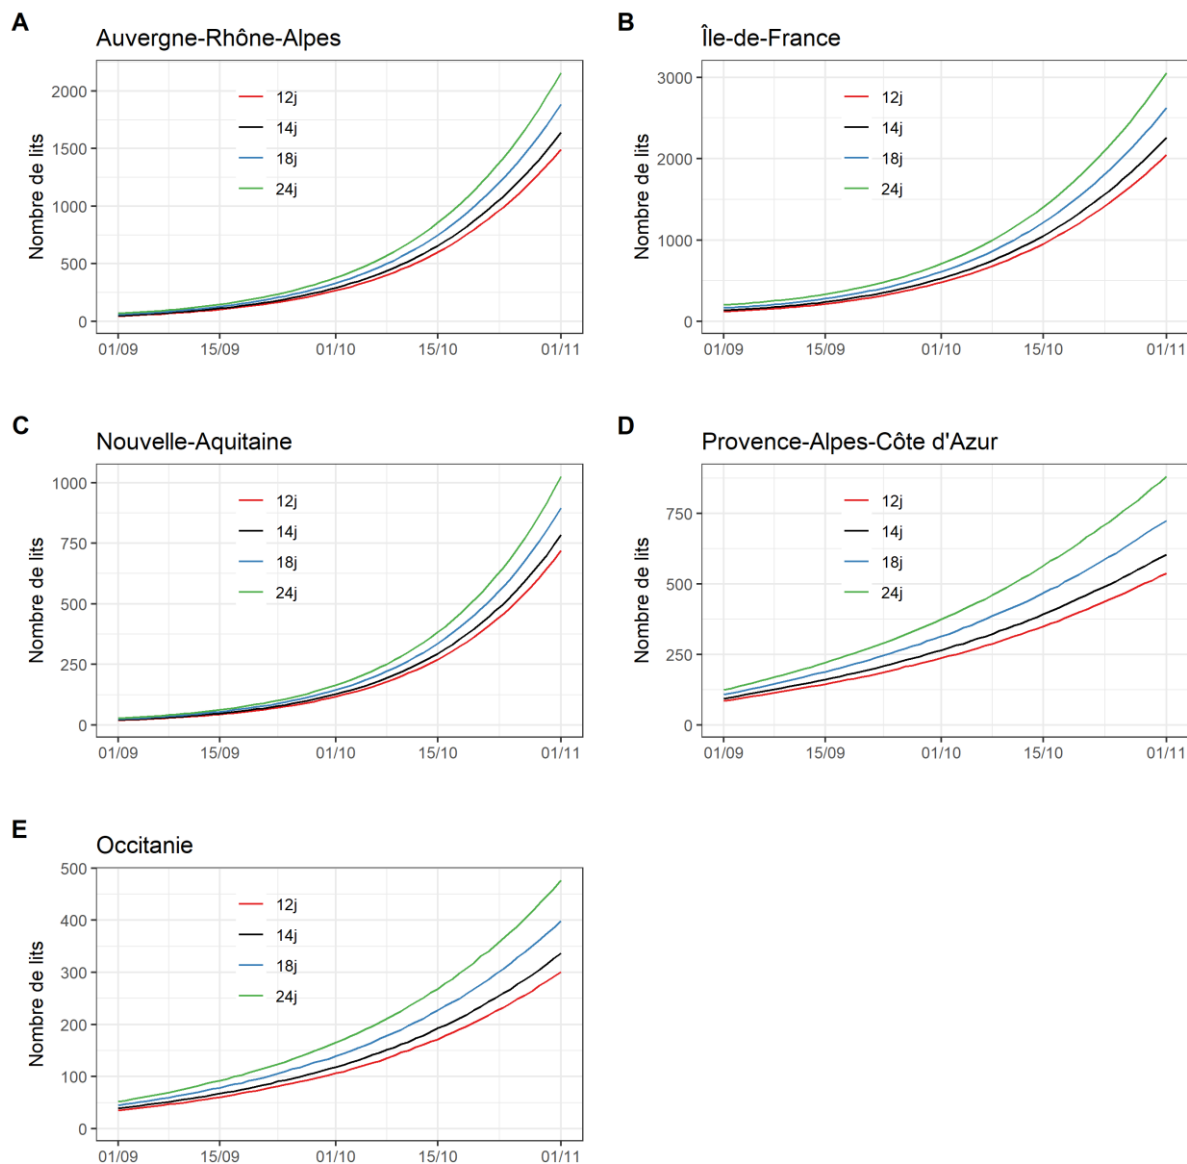 A
Auvergne-Rhône-Alpes
Nombre de lits
2000
1500
1000
500
0
12j
14j
18j
24j
01/09 15/09 01/10 15/10 01/11
B
Île-de-France
Nombre de lits
3000
2000
1000
0
12j
14j
18j
24j
01/09 15/09 01/10 15/10 01/11
C
Nouvelle-Aquitaine
Nombre de lits
1000
750
500
250
0
12j
14j
18j
24j
01/09 15/09 01/10 15/10 01/11
D
Provence-Alpes-Côte d'Azur
Nombre de lits
750
500
250
0
12j
14j
18j
24j
01/09 15/09 01/10 15/10 01/11
E
Occitanie
Nombre de lits
500
400
300
200
100
0
12j
14j
18j
24j
01/09 15/09 01/10 15/10 01/11